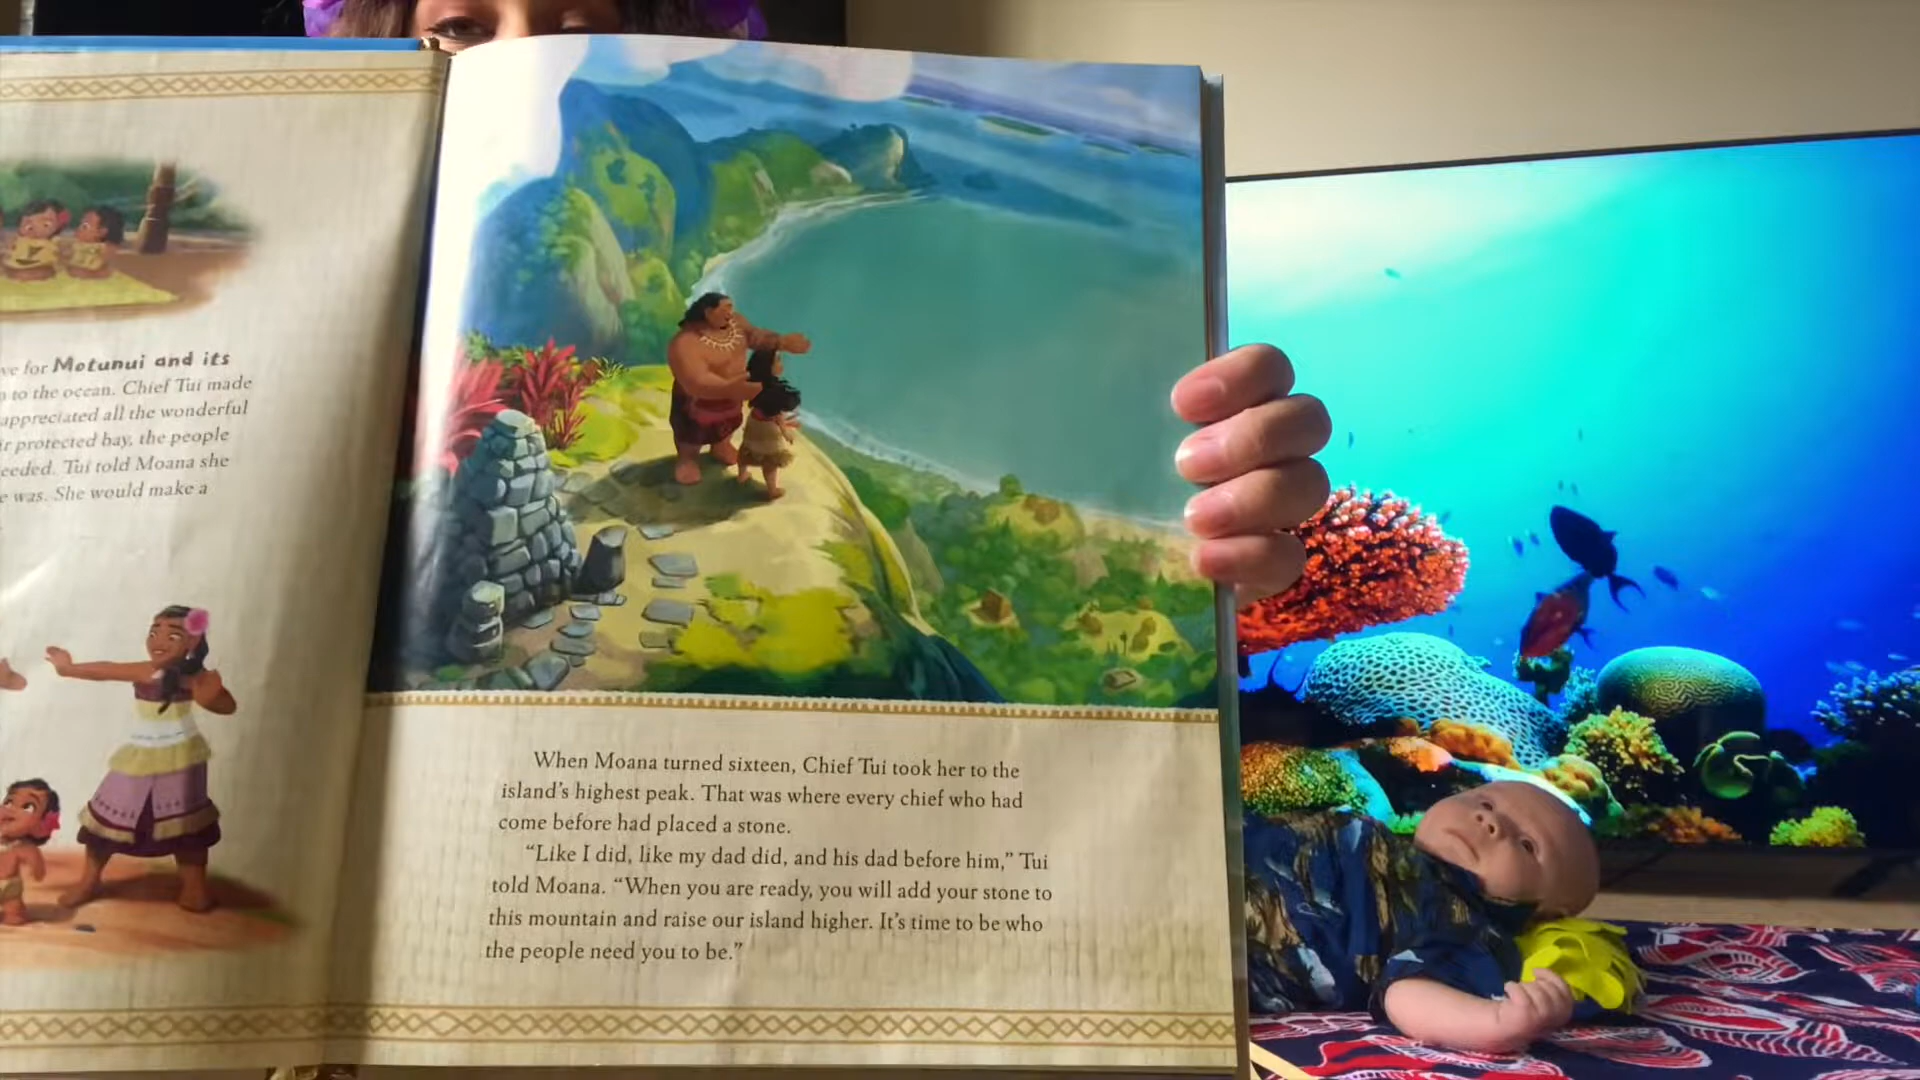 ve for Motunui and its
to the ocean. Chief Tui made
appreciated all the wonderful
r protected bay, the people
eeded. Tui told Moana she
e was. She would make a
When Moana turned sixteen, Chief Tui took her to the
island's highest peak. That was where every chief who had
come before had placed a stone.
“Like I did, like my dad did, and his dad before him,” Tui
told Moana. “When you are ready, you will add your stone to
this mountain and raise our island higher. It's time to be who
the people need you to be.”